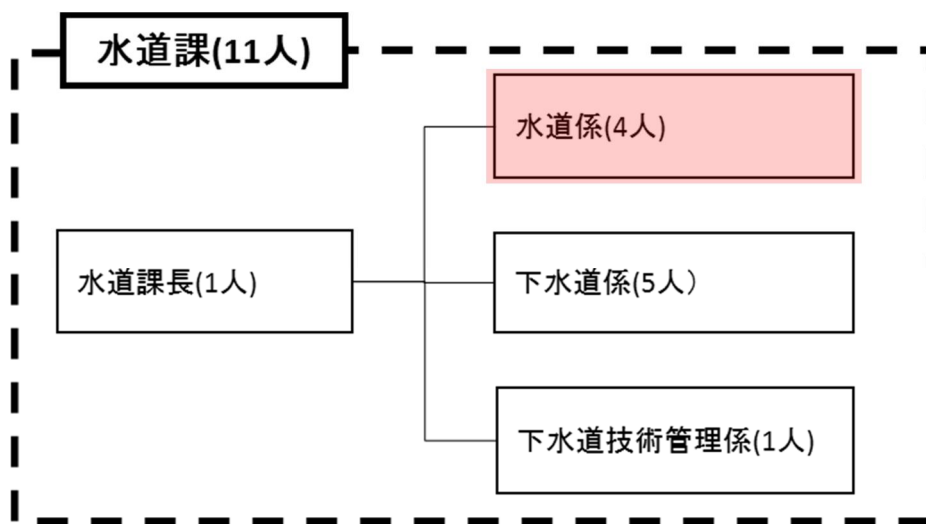 水道課(11人)
水道係(4人)
水道課長(1人)
下水道係(5人）
下水道技術管理係(1人)